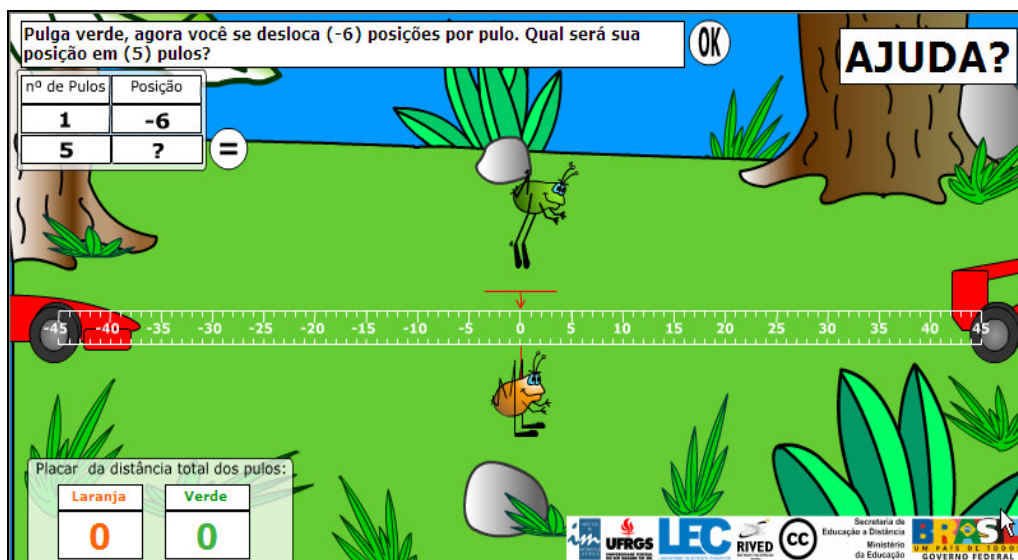 Pulga verde, agora você se desloca (-6) posições por pulo. Qual será sua
posição em (5) pulos?
OK
AJUDA?
nº de Pulos Posição
1 -6
5 ?
=
-45 -40 -35 -30 -25 -20 -15 -10 -5 0 5 10 15 20 25 30 35 40 45
Placar da distância total dos pulos:
Laranja Verde
0 0
UFRGS
LEC
RIVED
cc
Secretaria de
Educação a Distância
Ministério
da Educação
BRASIL
UM PAÍS DE TODOS
GOVERNO FEDERAL